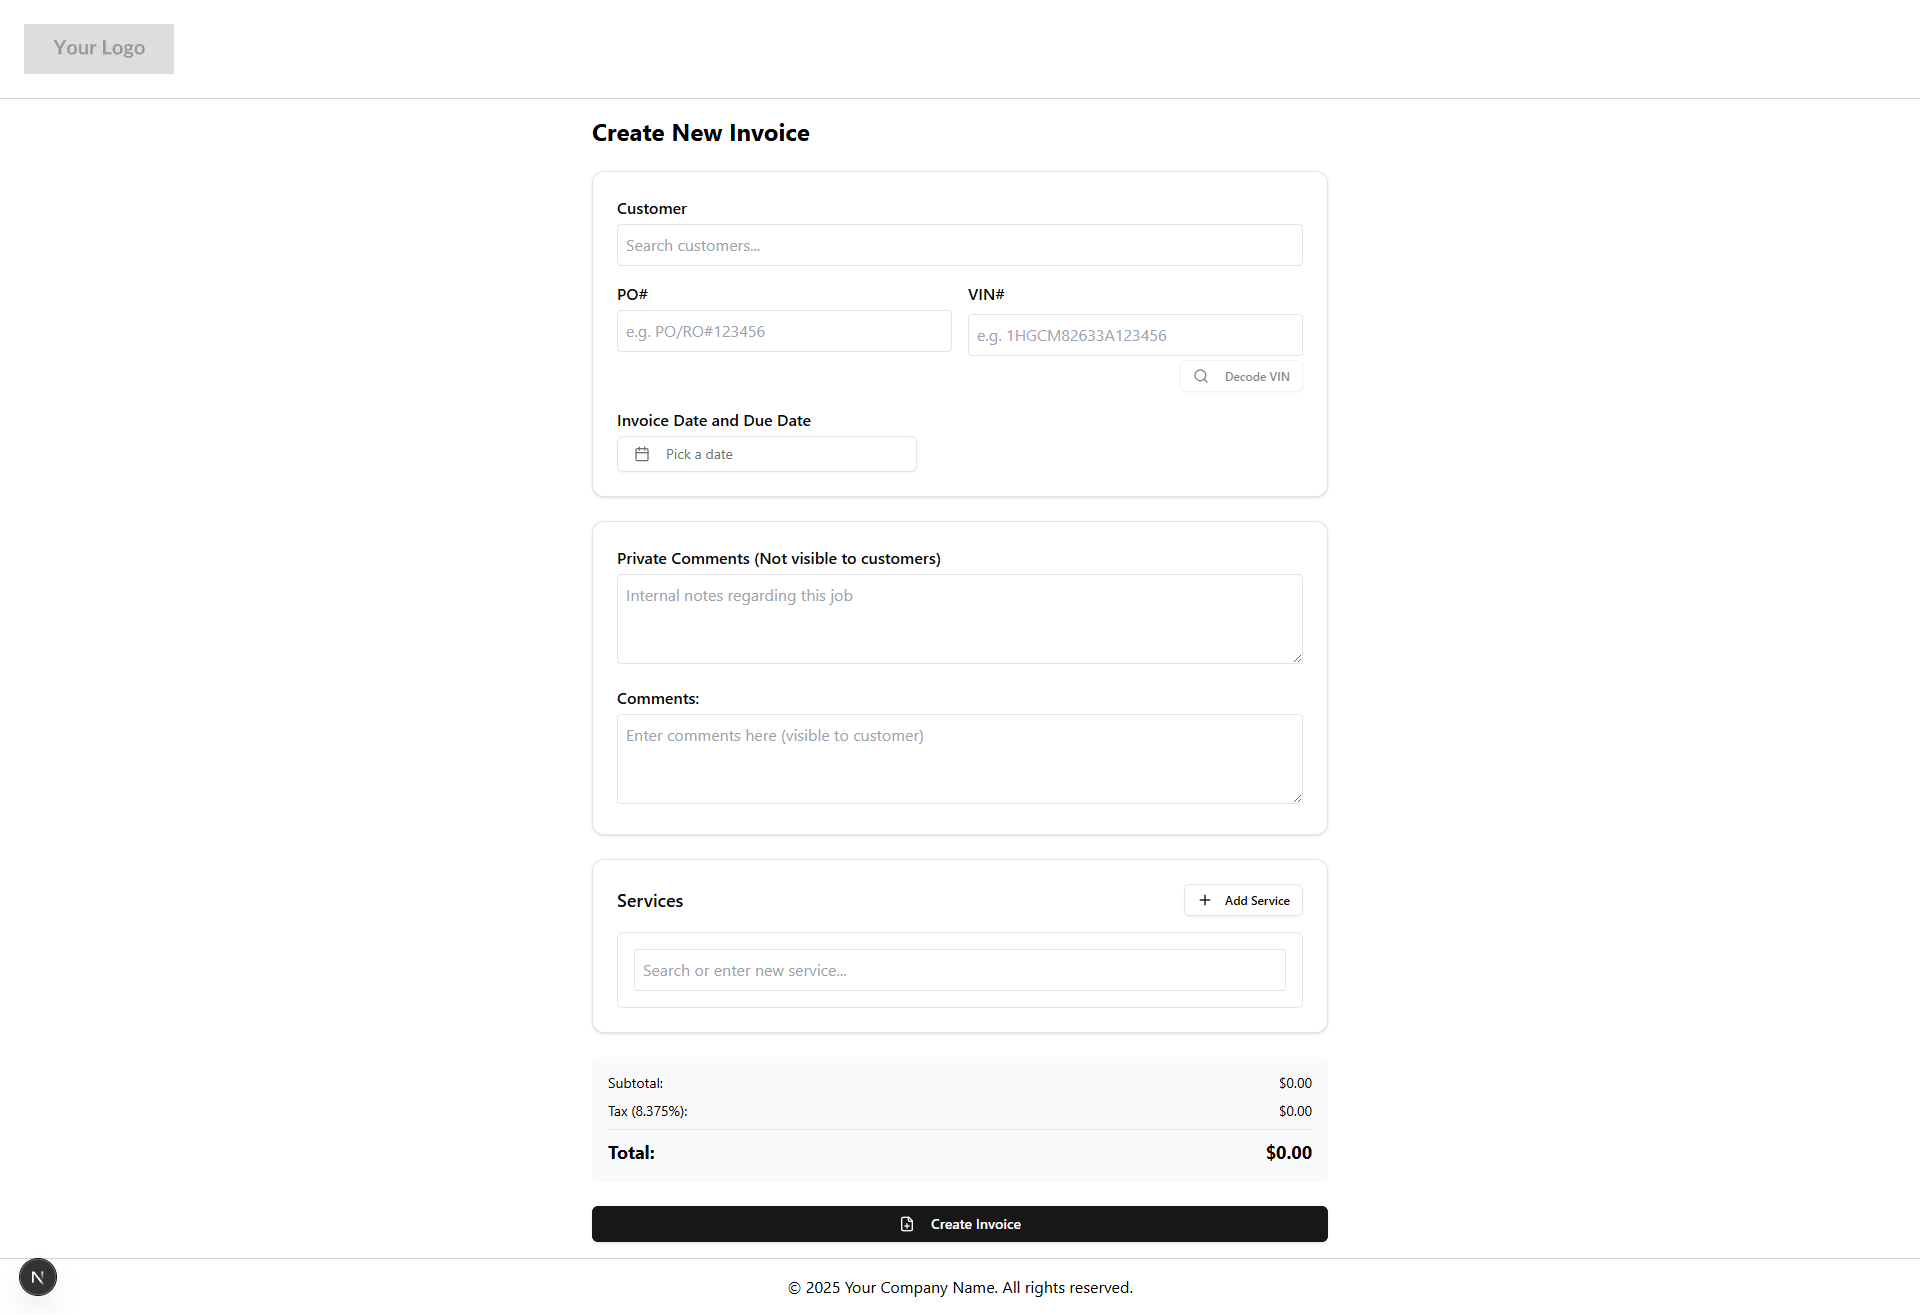 Your Logo
Create New Invoice
Customer
Search customers...
PO#
VIN#
e.g. PO/RO#123456
e.g. 1HGCM82633A123456
Decode VIN
Invoice Date and Due Date
Pick a date
Private Comments (Not visible to customers)
Internal notes regarding this job
Comments:
Enter comments here (visible to customer)
Services
Add Service
Search or enter new service...
Subtotal: $0.00
Tax (8.375%): $0.00
Total: $0.00
Create Invoice
N
© 2025 Your Company Name. All rights reserved.